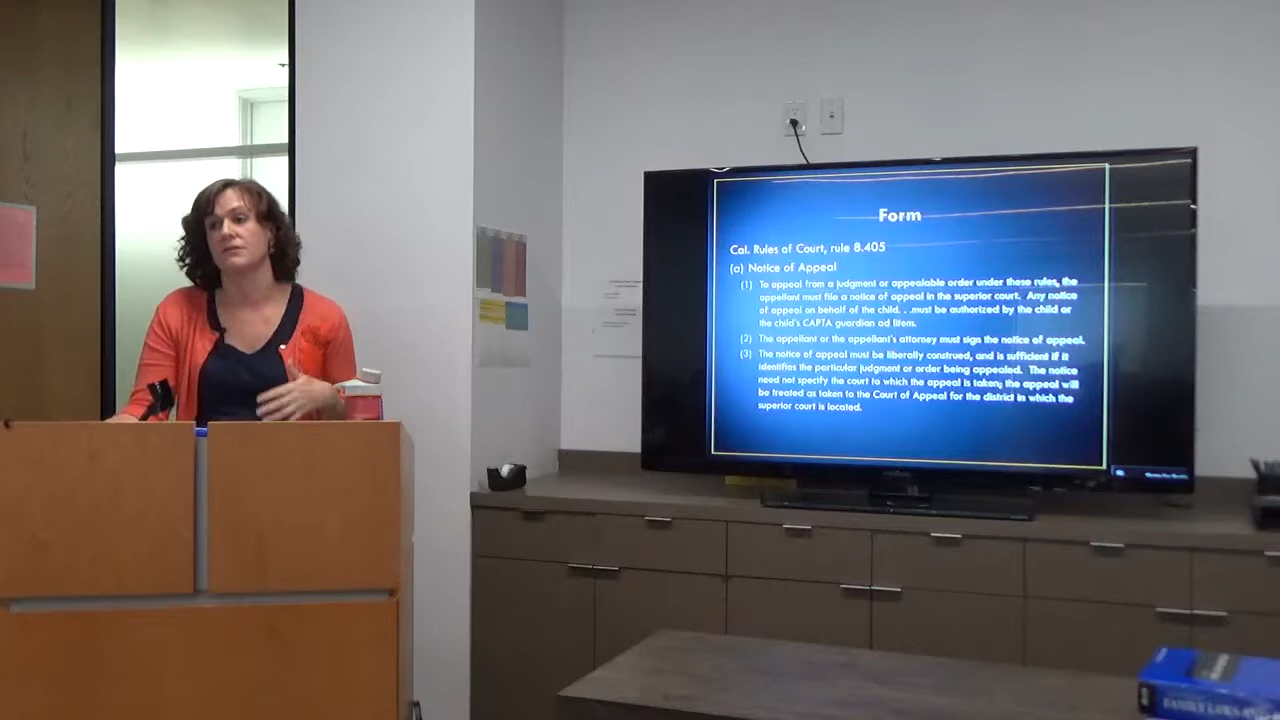 Form
Cal. Rules of Court, rule 8.405
(a) Notice of Appeal
(1) To appeal from a judgment or appealable order under these rules, the
appellant must file a notice of appeal in the superior court. Any notice
of appeal on behalf of the child. . .must be authorized by the child or
the child's CAPTA guardian ad litem.
(2) The appellant or the appellant's attorney must sign the notice of appeal.
(3) The notice of appeal must be liberally construed, and is sufficient if it
identifies the particular judgment or order being appealed. The notice
need not specify the court to which the appeal is taken; the appeal will
be treated as taken to the Court of Appeal for the district in which the
superior court is located.
FAMILY LAWS